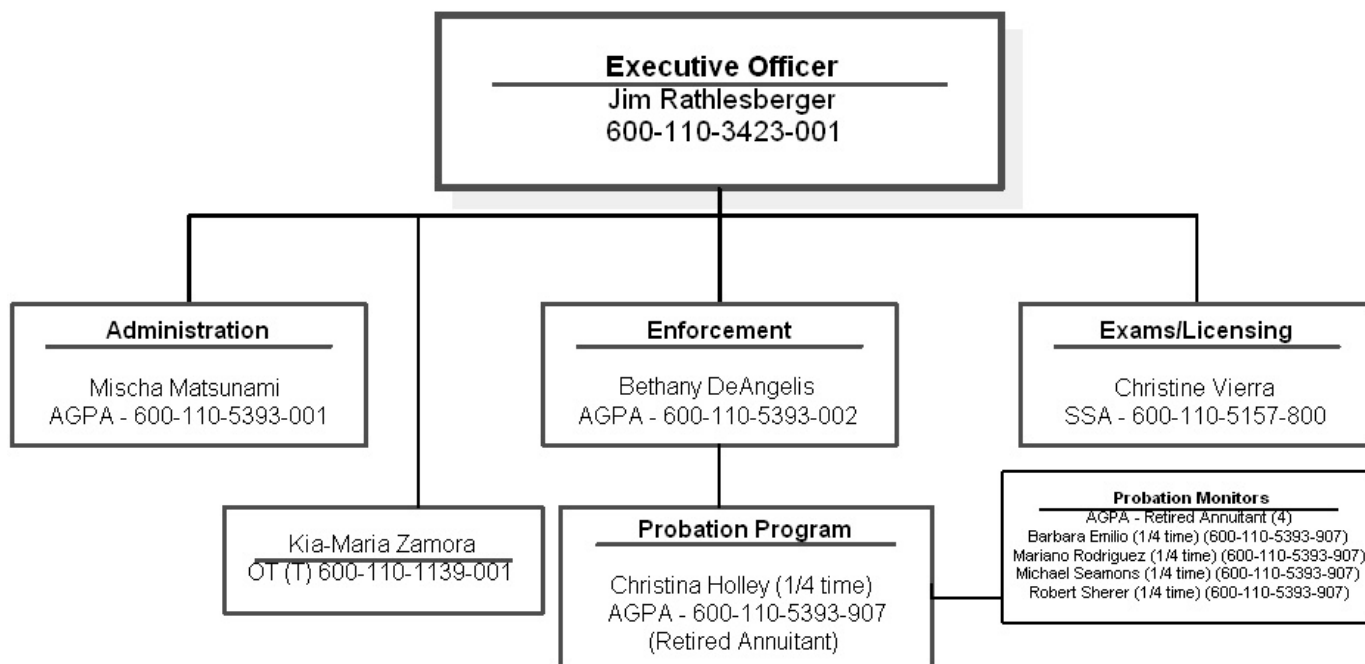 Executive Officer
Jim Rathlesberger
600-110-3423-001
Administration
Mischa Matsunami
AGPA - 600-110-5393-001
Enforcement
Bethany DeAngelis
AGPA - 600-110-5393-002
Exams/Licensing
Christine Vierra
SSA - 600-110-5157-800
Kia-Maria Zamora
OT (T) 600-110-1139-001
Probation Program
Christina Holley (1/4 time)
AGPA - 600-110-5393-907
(Retired Annuitant)
Probation Monitors
AGPA - Retired Annuitant (4)
Barbara Emilio (1/4 time) (600-110-5393-907)
Mariano Rodriguez (1/4 time) (600-110-5393-907)
Michael Seamons (1/4 time) (600-110-5393-907)
Robert Sherer (1/4 time) (600-110-5393-907)